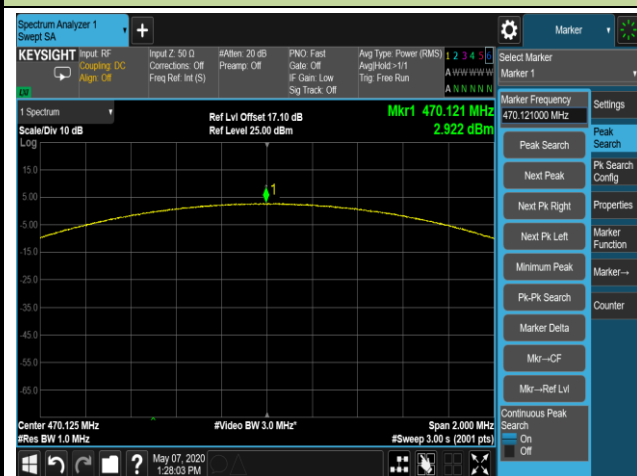 Spectrum Analyzer 1
Swept SA
Marker
KEYSIGHT
Input: RF
Coupling: DC
Align: Off
Input Z: 50 Ω
Corrections: Off
Freq Ref: Int (S)
#Atten: 20 dB
Preamp: Off
PNO: Fast
Gate: Off
IF Gain: Low
Sig Track: Off
Avg Type: Power (RMS)
Avg|Hold:>1/1
Trig: Free Run
1 2 3 4 5 6
A W W W W W
A N N N N N
LV
Select Marker
Marker 1
1 Spectrum
Scale/Div 10 dB
Log
Ref Lvl Offset 17.10 dB
Ref Level 25.00 dBm
Mkr1 470.121 MHz
2.922 dBm
15.0
5.00
-5.00
-15.0
-25.0
-35.0
-45.0
-55.0
-65.0
1
Center 470.125 MHz
#Res BW 1.0 MHz
#Video BW 3.0 MHz*
Span 2.000 MHz
#Sweep 3.00 s (2001 pts)
Marker Frequency
470.121000 MHz
Peak Search
Next Peak
Next Pk Right
Next Pk Left
Minimum Peak
Pk-Pk Search
Marker Delta
Mkr→CF
Mkr→Ref Lvl
Continuous Peak
Search
On
Off
Settings
Peak
Search
Pk Search
Config
Properties
Marker
Function
Marker→
Counter
May 07, 2020
1:28:03 PM